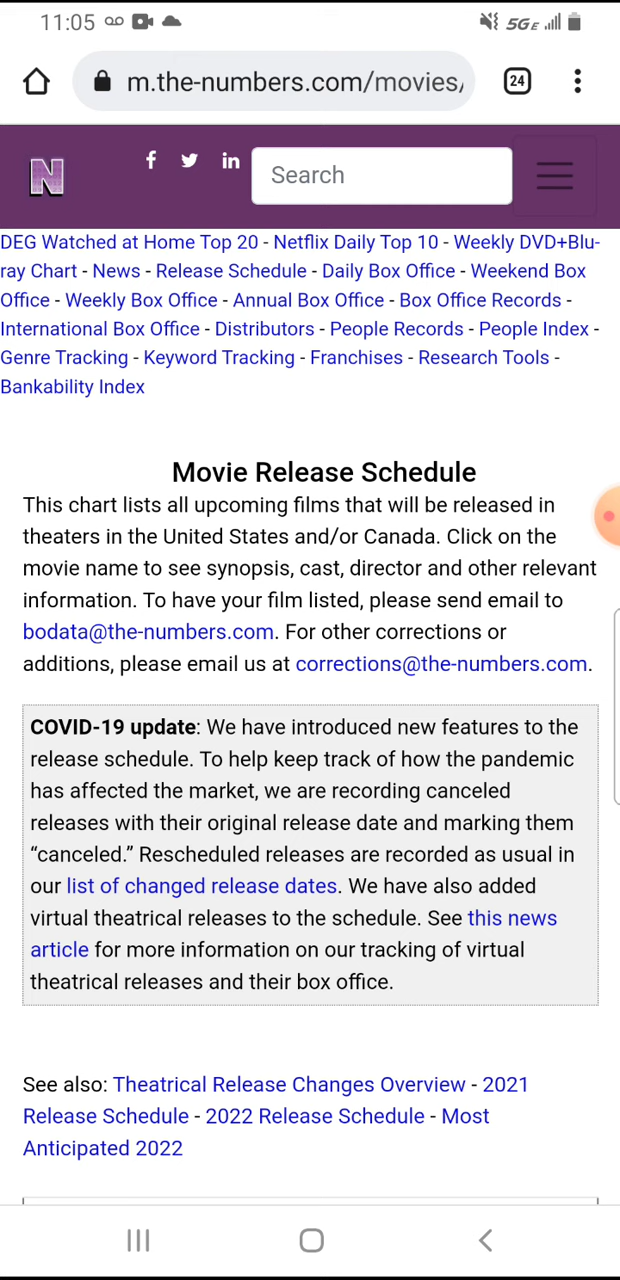 11:05 5GE
m.the-numbers.com/movies/ 24
N f in Search
DEG Watched at Home Top 20 - Netflix Daily Top 10 - Weekly DVD+Blu-
ray Chart - News - Release Schedule - Daily Box Office - Weekend Box
Office - Weekly Box Office - Annual Box Office - Box Office Records -
International Box Office - Distributors - People Records - People Index -
Genre Tracking - Keyword Tracking - Franchises - Research Tools -
Bankability Index
Movie Release Schedule
This chart lists all upcoming films that will be released in
theaters in the United States and/or Canada. Click on the
movie name to see synopsis, cast, director and other relevant
information. To have your film listed, please send email to
bodata@the-numbers.com. For other corrections or
additions, please email us at corrections@the-numbers.com.
COVID-19 update: We have introduced new features to the
release schedule. To help keep track of how the pandemic
has affected the market, we are recording canceled
releases with their original release date and marking them
“canceled.” Rescheduled releases are recorded as usual in
our list of changed release dates. We have also added
virtual theatrical releases to the schedule. See this news
article for more information on our tracking of virtual
theatrical releases and their box office.
See also: Theatrical Release Changes Overview - 2021
Release Schedule - 2022 Release Schedule - Most
Anticipated 2022